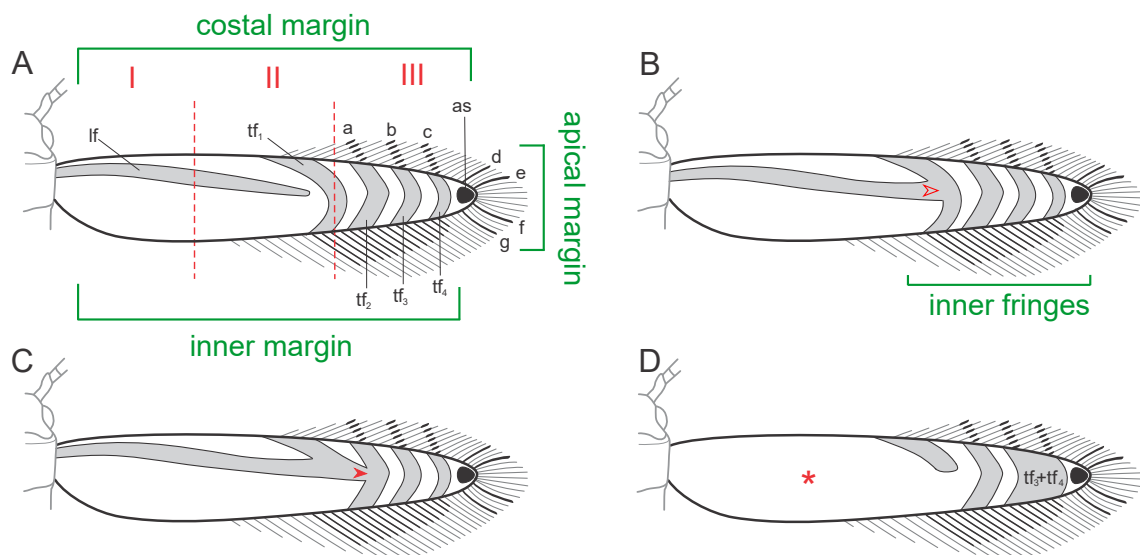 costal margin
A
I II III
B
lf
tf1
a b c
as
d
e
f
g
apical margin
tf2
tf3
tf4
inner margin
inner fringes
C
D
*
tf3+tf4